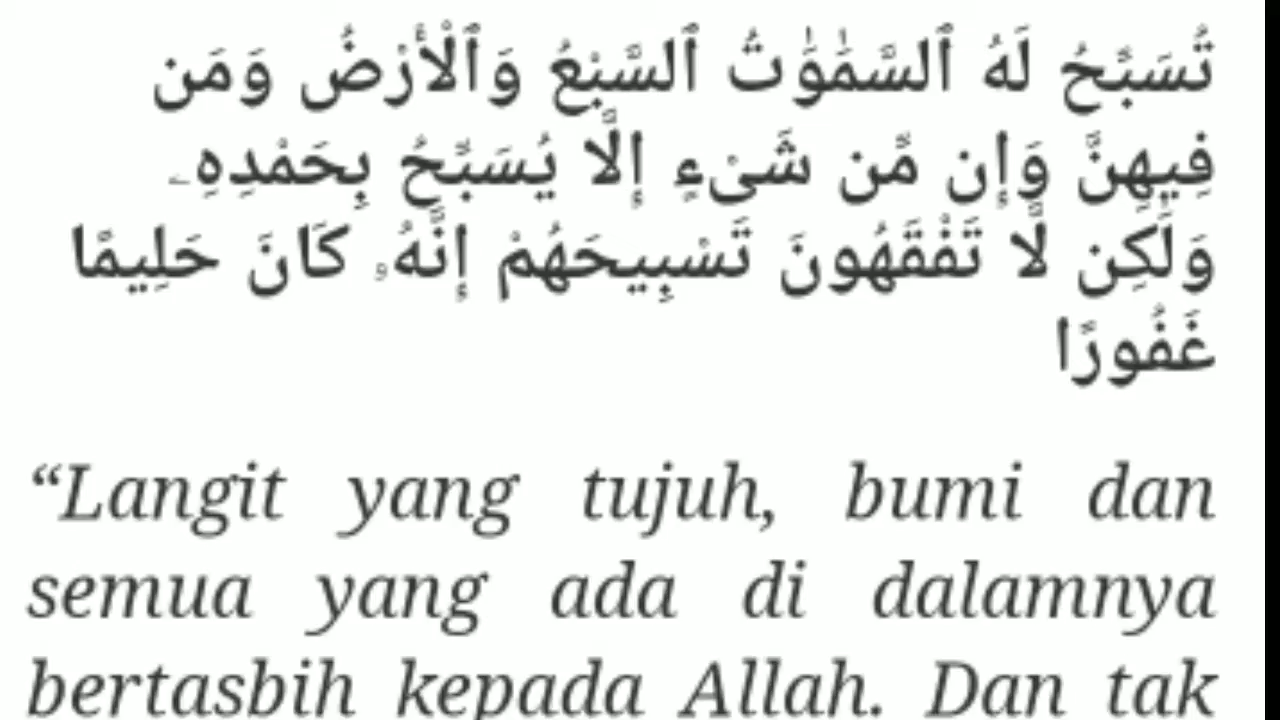 تُسَبِّحُ لَهُ ٱلسَّمَٰوَٰتُ ٱلسَّبْعُ وَٱلْأَرْضُ وَمَن
فِيهِنَّ وَإِن مِّن شَىْءٍ إِلَّا يُسَبِّحُ بِحَمْدِهِۦ
وَلَٰكِن لَّا تَفْقَهُونَ تَسْبِيحَهُمْ إِنَّهُۥ كَانَ حَلِيمًا
غَفُورًا
“Langit yang tujuh, bumi dan
semua yang ada di dalamnya
bertasbih kepada Allah. Dan tak